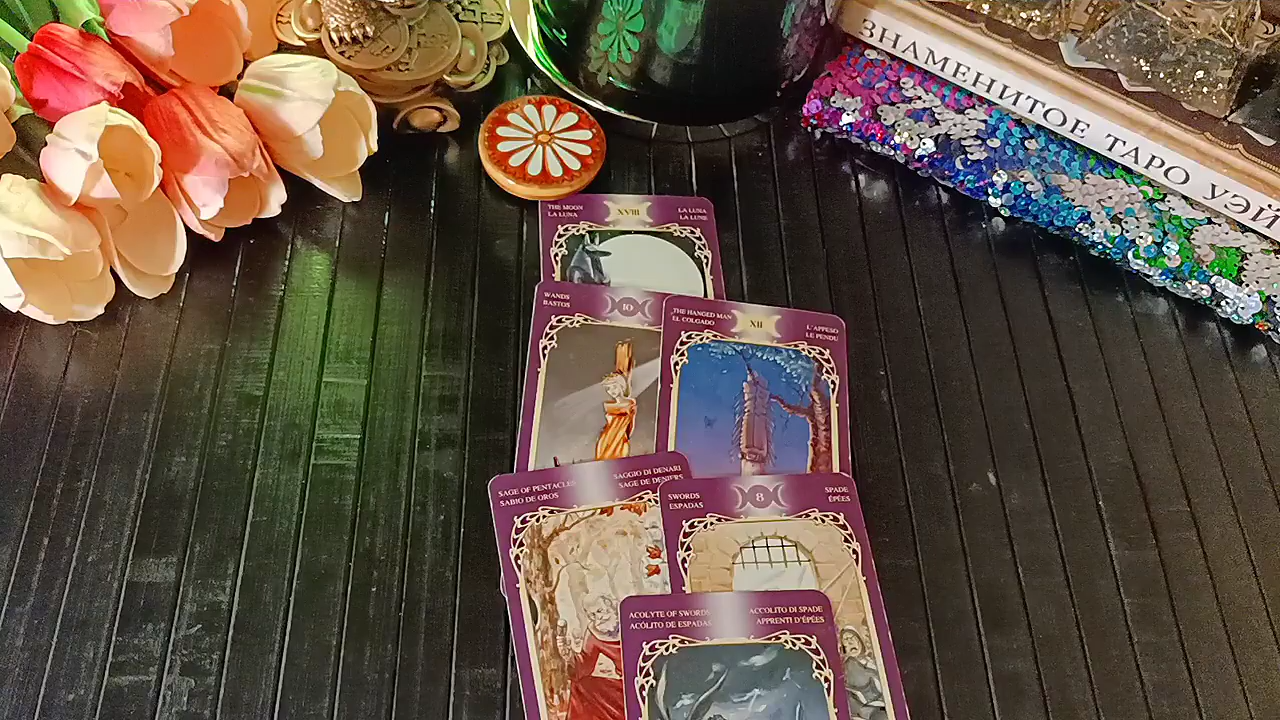 ЗНАМЕНИТОЕ ТАРО УЭЙ
THE MOON
LA LUNA
XVIII
LA LUNA
LA LUNE
WANDS
BASTOS
10
THE HANGED MAN
EL COLGADO
XII
L'APPESO
LE PENDU
SAGE OF PENTACLES
SABIO DE OROS
SAGGIO DI DENARI
SAGE DE DENIERS
SWORDS
ESPADAS
8
SPADE
ÉPÉES
ACOLYTE OF SWORDS
ACÓLITO DE ESPADAS
ACCOLITO DI SPADE
APPRENTI D'ÉPÉES